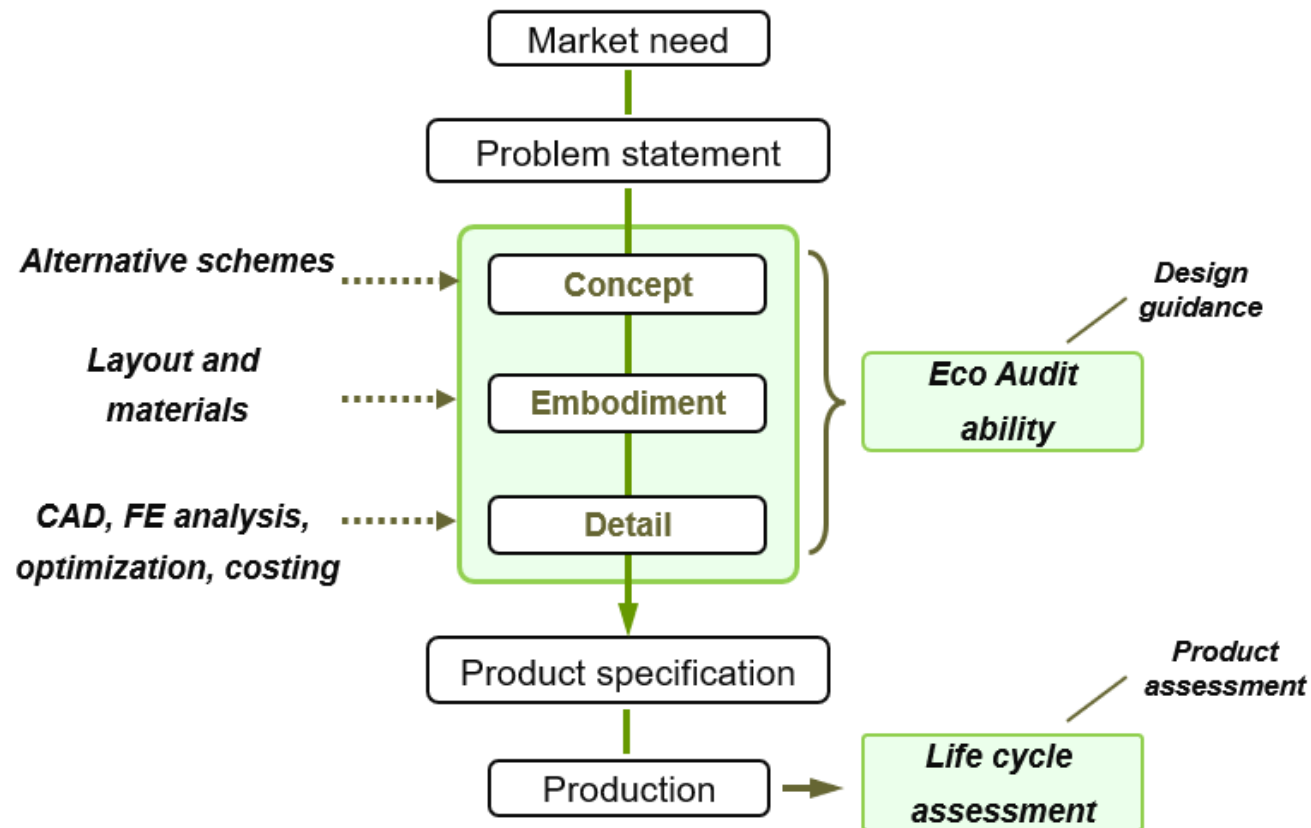 Market need
Problem statement
Alternative schemes
Concept
Design
guidance
Layout and
materials
Embodiment
Eco Audit
ability
CAD, FE analysis,
optimization, costing
Detail
Product specification
Product
assessment
Production
Life cycle
assessment